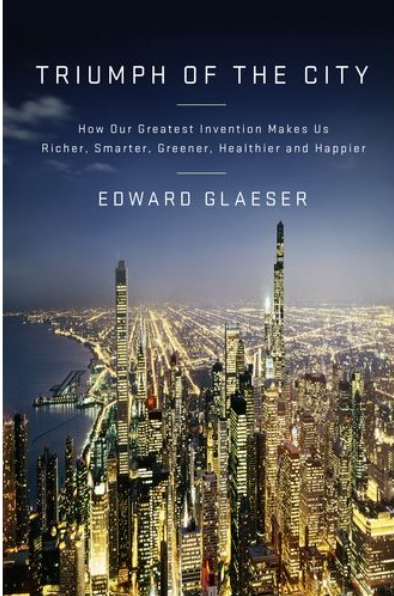 TRIUMPH OF THE CITY
How Our Greatest Invention Makes Us
Richer, Smarter, Greener, Healthier and Happier
EDWARD GLAESER